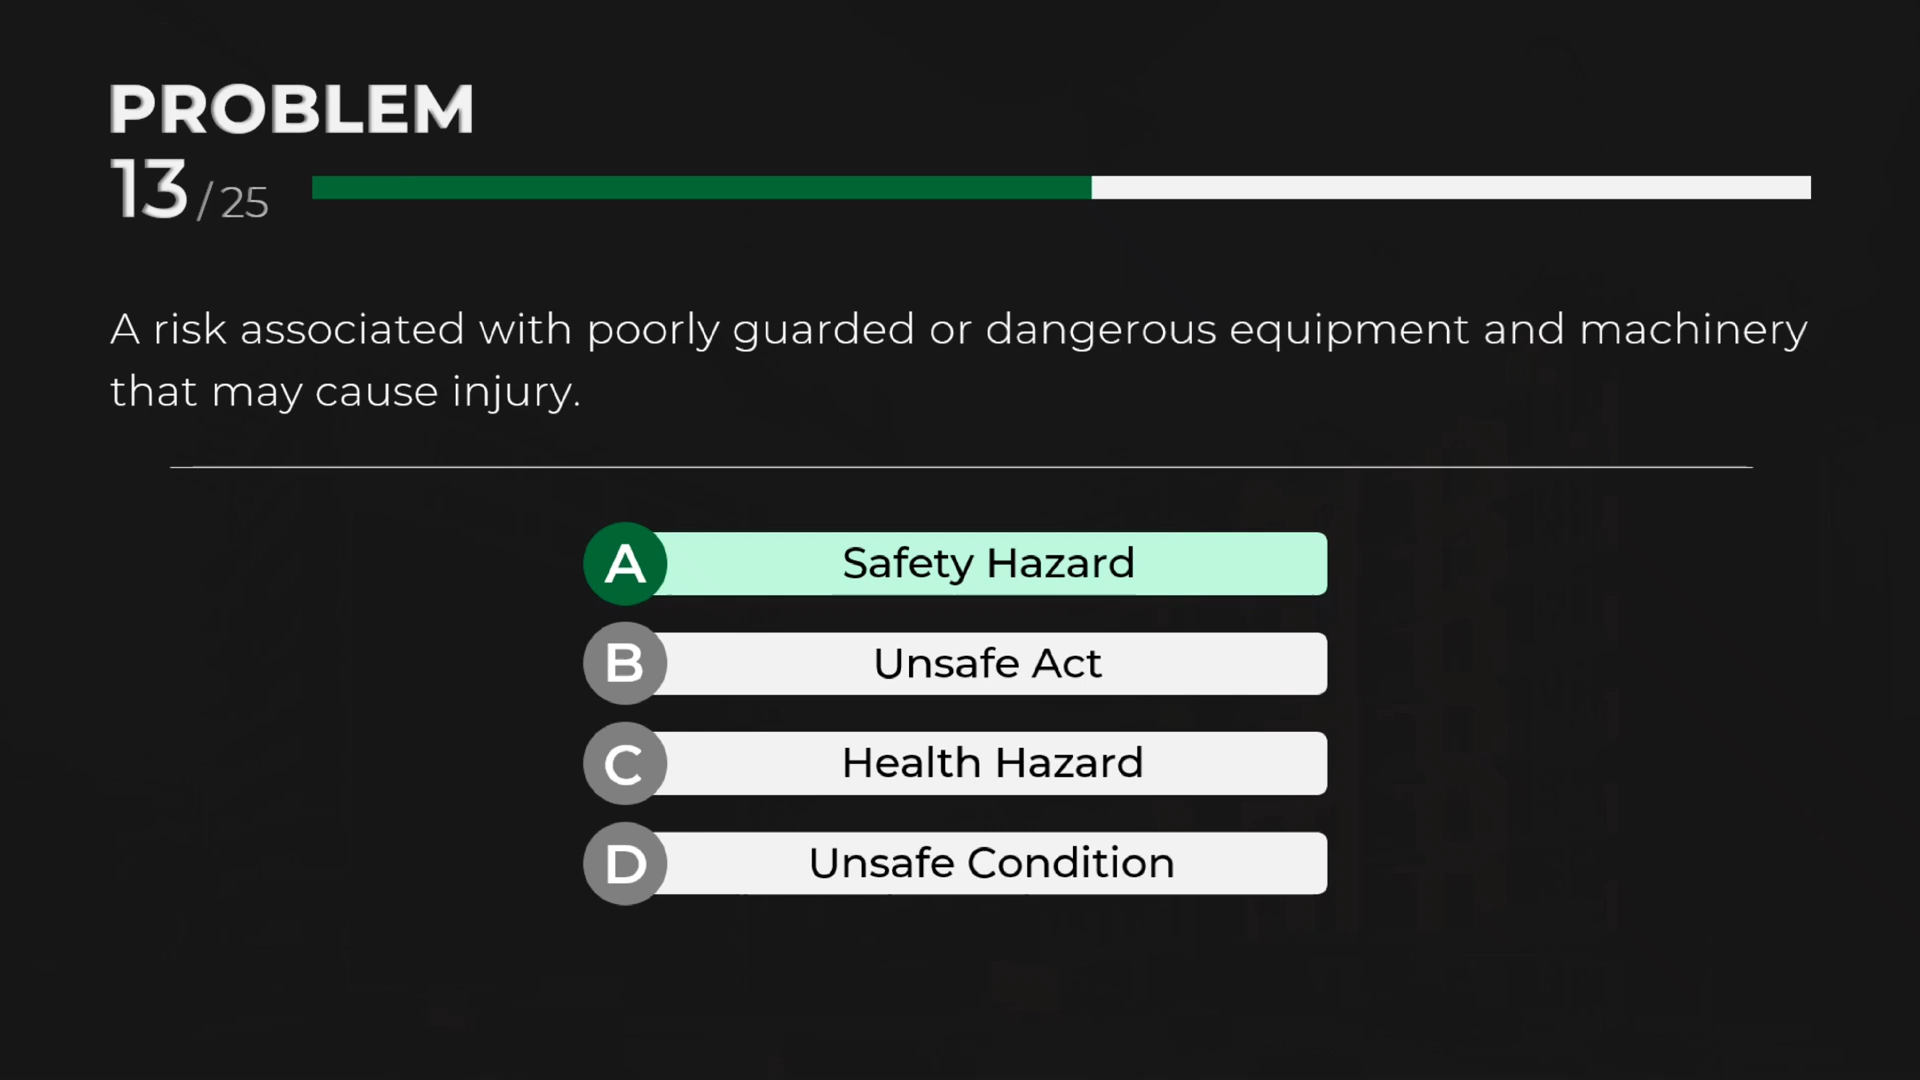 PROBLEM
13/25
A risk associated with poorly guarded or dangerous equipment and machinery
that may cause injury.
A Safety Hazard
B Unsafe Act
C Health Hazard
D Unsafe Condition